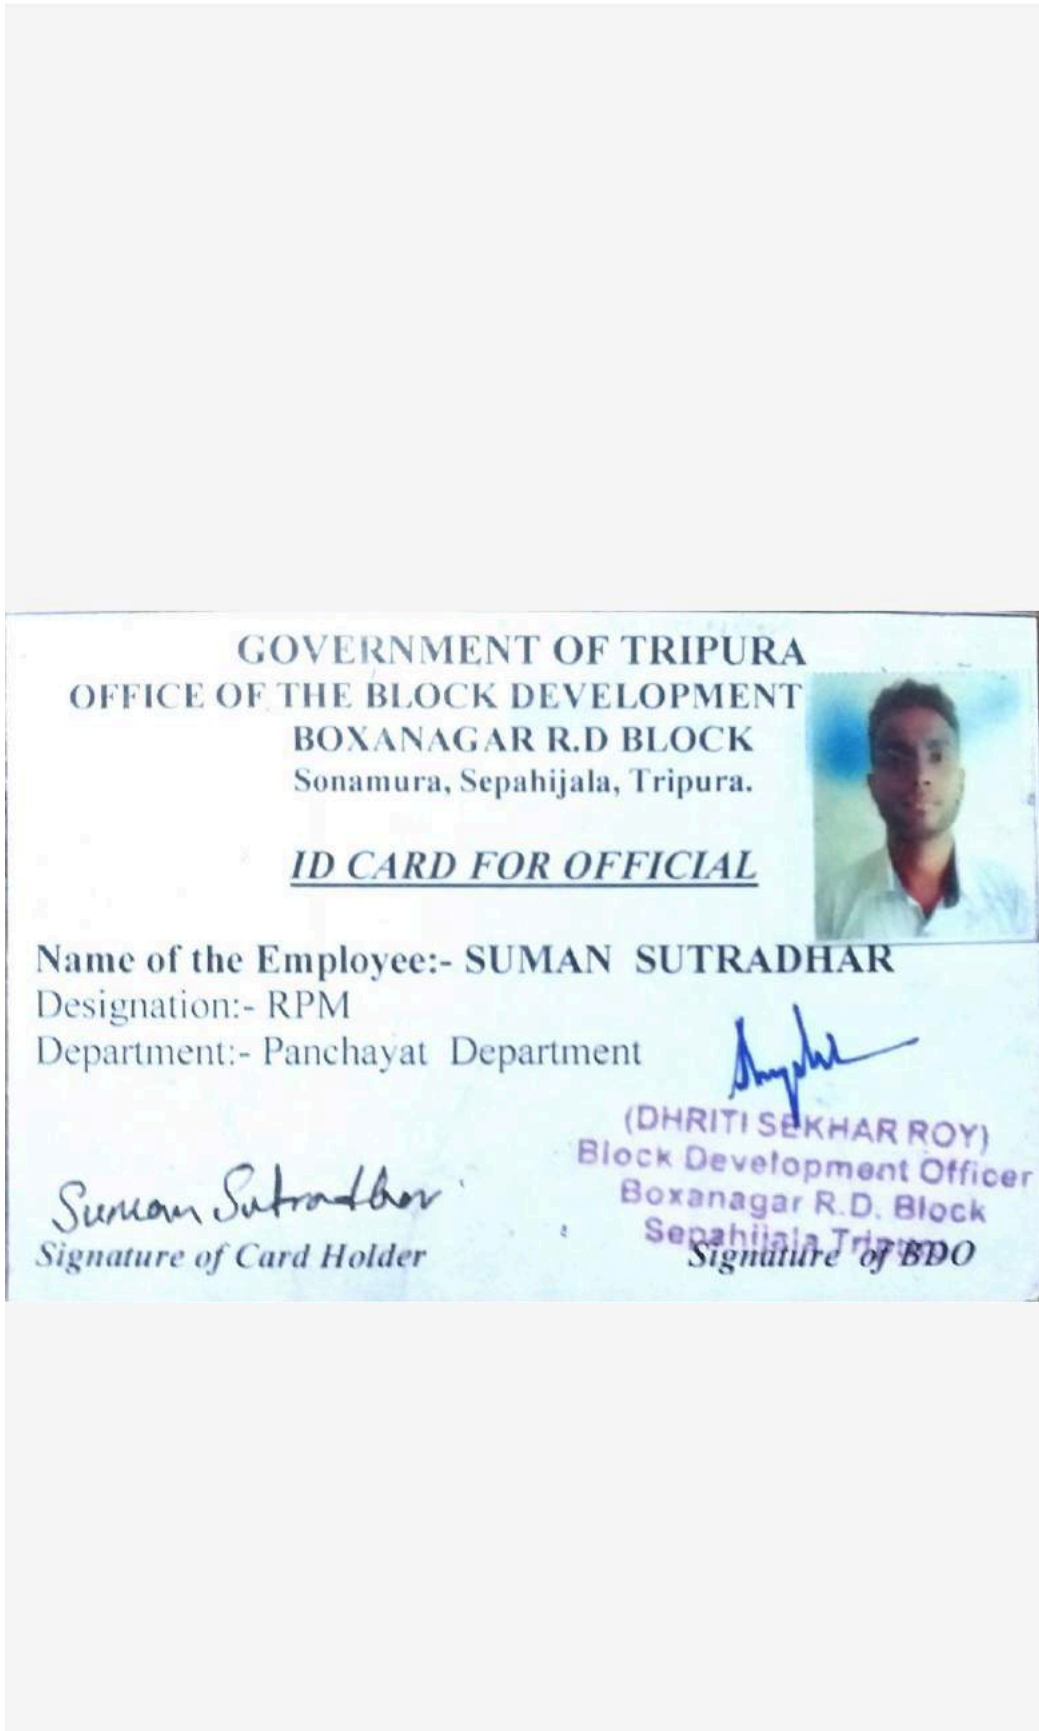 GOVERNMENT OF TRIPURA
OFFICE OF THE BLOCK DEVELOPMENT
BOXANAGAR R.D BLOCK
Sonamura, Sepahijala, Tripura.
ID CARD FOR OFFICIAL
Name of the Employee:- SUMAN SUTRADHAR
Designation:- RPM
Department:- Panchayat Department
(DHRITI SEKHAR ROY)
Block Development Officer
Boxanagar R.D. Block
Sepahijala Tripura
Suman Sutradhar
Signature of Card Holder
Signature of BDO